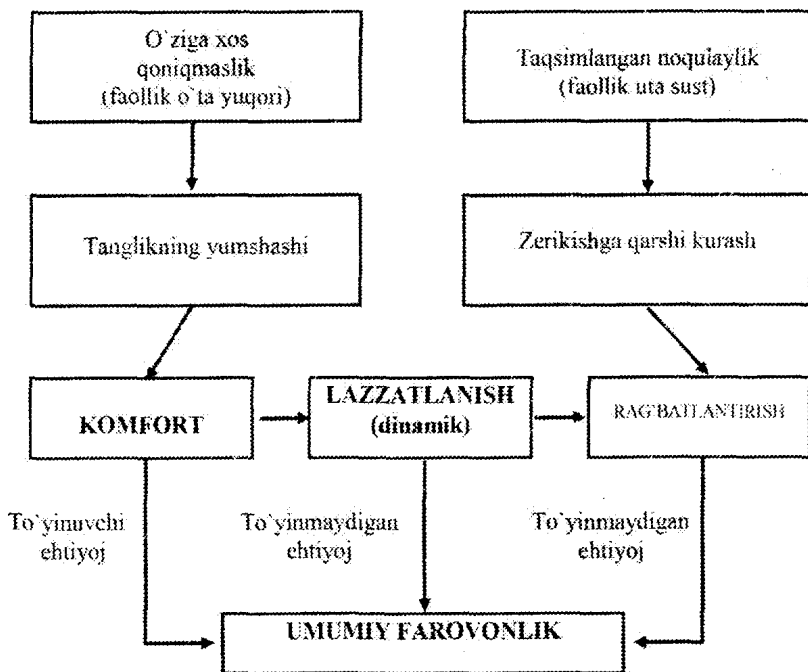 O`ziga xos
qoniqmaslik
(faollik o`ta yuqori)
Taqsimlangan noqulaylik
(faollik uta sust)
Tanglikning yumshashi
Zerikishga qarshi kurash
KOMFORT
LAZZATLANISH
(dinamik)
RAG'BATLANTIRISH
To`yinuvchi
ehtiyoj
To`yinmaydigan
ehtiyoj
To`yinmaydigan
ehtiyoj
UMUMIY FAROVONLIK